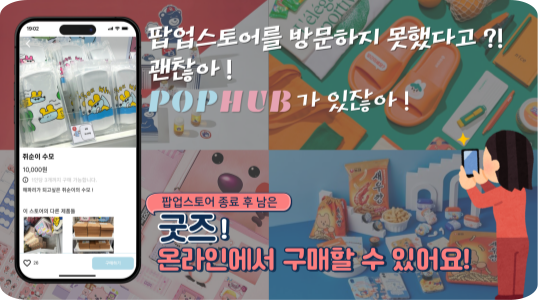 19:02
팝업스토어를 방문하지 못했다고 ?!
괜찮아 !
POPHUB 가 있잖아 !
쥐순이 수모
10,000원
이 스토어의 다른 제품들
26
팝업스토어 종료 후 남은
굿즈!
온라인에서 구매할 수 있어요!